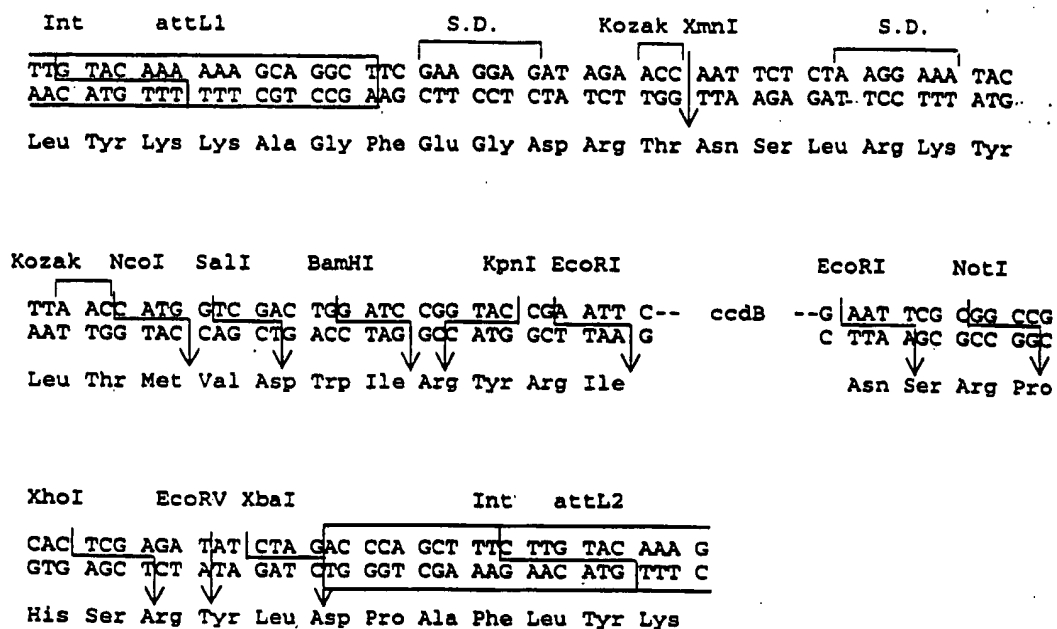 Int attL1 S.D. Kozak XmnI S.D.
TTG TAC AAA AAA GCA GGC TTC GAA GGA GAT AGA ACC AAT TCT CTA AGG AAA TAC
AAC ATG TTT TTT CGT CCG AAG CTT CCT CTA TCT TGG TTA AGA GAT TCC TTT ATG
Leu Tyr Lys Lys Ala Gly Phe Glu Gly Asp Arg Thr Asn Ser Leu Arg Lys Tyr
Kozak NcoI SalI BamHI KpnI EcoRI EcoRI NotI
TTA ACC ATG GTC GAC TGG ATC CGG TAC CGA ATT C-- ccdB --G AAT TCG CGG CCG
AAT TGG TAC CAG CTG ACC TAG GCC ATG GCT TAA G C TTA AGC GCC GGC
Leu Thr Met Val Asp Trp Ile Arg Tyr Arg Ile Asn Ser Arg Pro
XhoI EcoRV XbaI Int attL2
CAC TCG AGA TAT CTA GAC CCA GCT TTC TTG TAC AAA G
GTG AGC TCT ATA GAT CTG GGT CGA AAG AAC ATG TTT C
His Ser Arg Tyr Leu Asp Pro Ala Phe Leu Tyr Lys